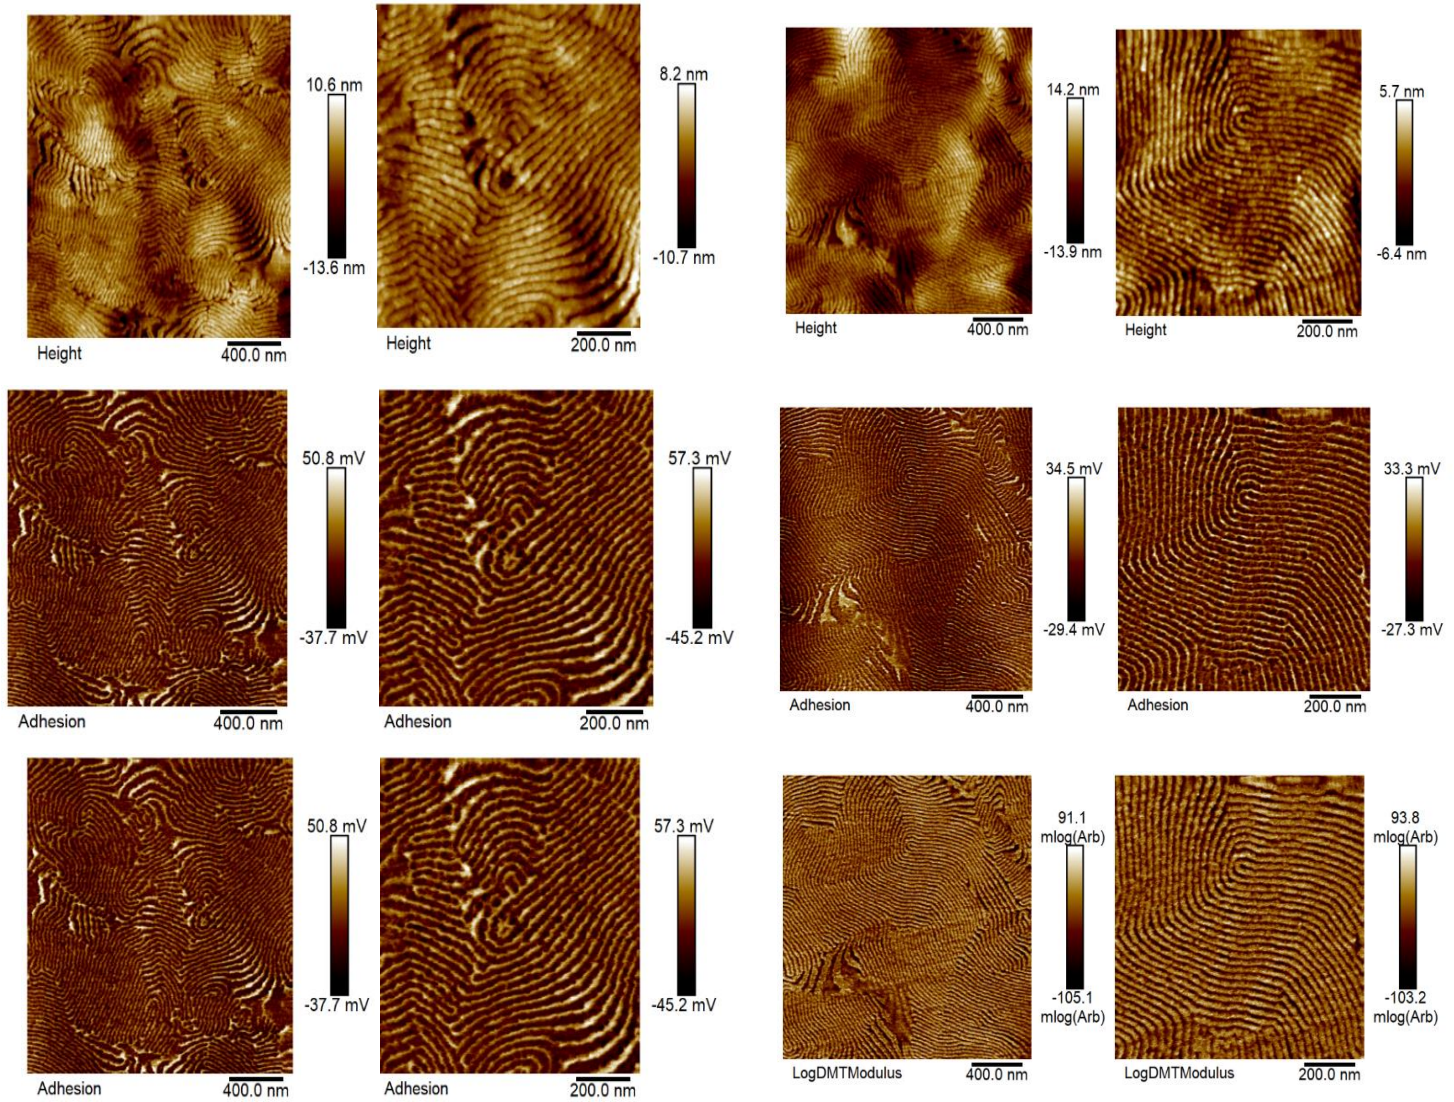 10.6 nm
-13.6 nm
Height
400.0 nm
8.2 nm
-10.7 nm
Height
200.0 nm
14.2 nm
-13.9 nm
Height
400.0 nm
5.7 nm
-6.4 nm
Height
200.0 nm
50.8 mV
-37.7 mV
Adhesion
400.0 nm
57.3 mV
-45.2 mV
Adhesion
200.0 nm
34.5 mV
-29.4 mV
Adhesion
400.0 nm
33.3 mV
-27.3 mV
Adhesion
200.0 nm
50.8 mV
-37.7 mV
Adhesion
400.0 nm
57.3 mV
-45.2 mV
Adhesion
200.0 nm
91.1
mlog(Arb)
-105.1
mlog(Arb)
LogDMTModulus
400.0 nm
93.8
mlog(Arb)
-103.2
mlog(Arb)
LogDMTModulus
200.0 nm